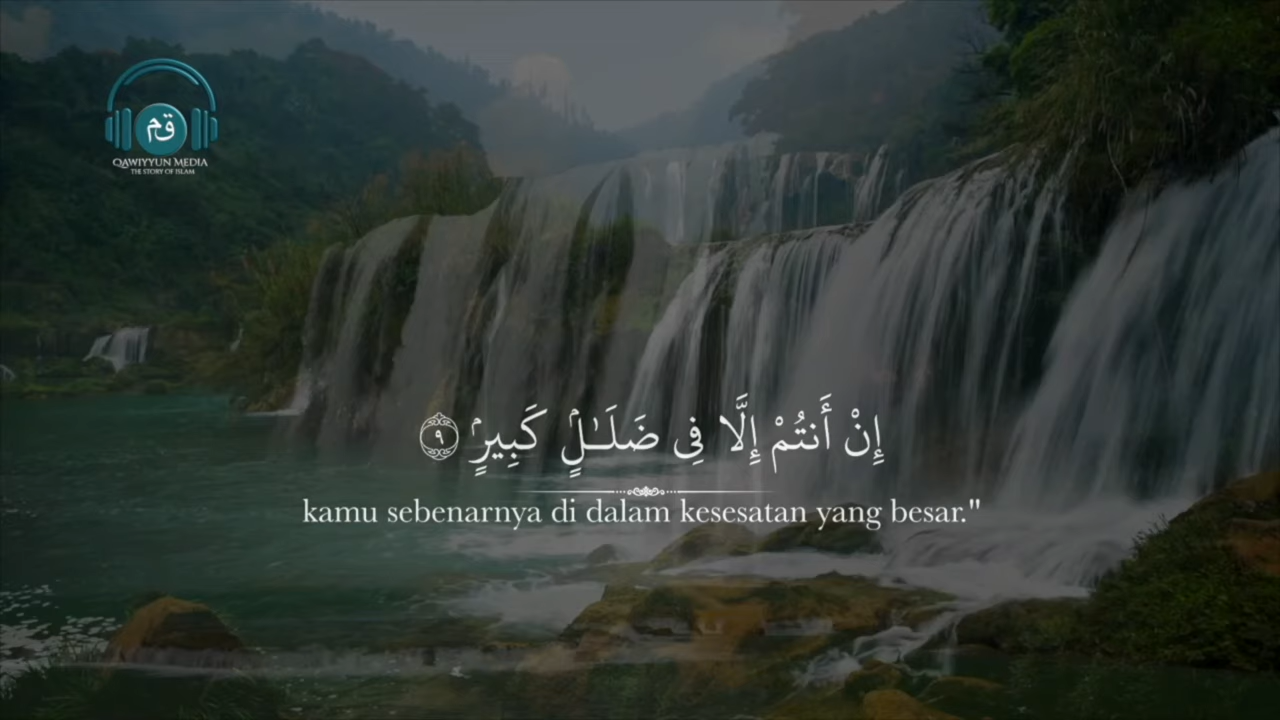 قم
QAWIYYUN MEDIA
THE STORY OF ISLAM
إِنْ أَنتُمْ إِلَّا فِى ضَلَـٰلٍۢ كَبِيرٍۢ ٩
kamu sebenarnya di dalam kesesatan yang besar."